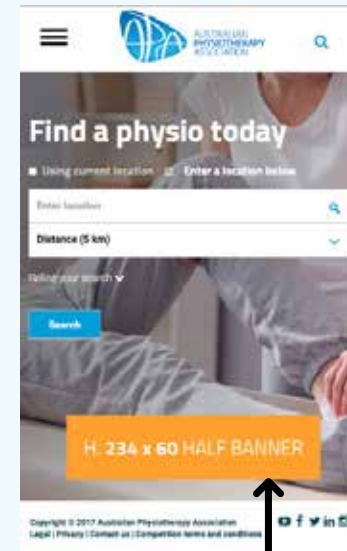 APA
AUSTRALIAN
PHYSIOTHERAPY
ASSOCIATION
Find a physio today
Using current location
Enter a location below
Enter location
Distance (5 km)
Refine your search
Search
H. 234 x 60 HALF BANNER
Copyright © 2017 Australian Physiotherapy Association
Legal | Privacy | Contact us | Competition terms and conditions